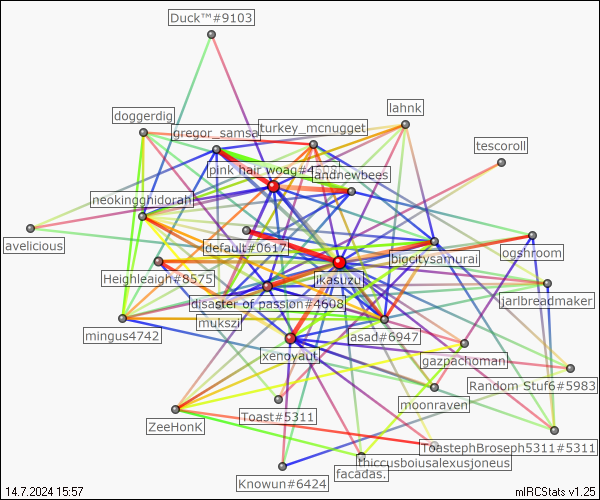 Duck™#9103
lahnk
doggerdig
turkey_mcnugget
gregor_samsa
tescoroll
pink hair woag#4508
andnewbees
neokingghidorah
avelicious
default#0617
ogshroom
bigcitysamurai
Heighleaigh#8575
jkasuzu
jarlbreadmaker
disaster of passion#4608
mukszi
mingus4742
asad#6947
xenoyaut
gazpachoman
Random Stuf6#5983
moonraven
Toast#5311
ZeeHonK
ToastephBroseph5311#5311
thiccusboiusalexusjoneus
facadas.
Knowun#6424
14.7.2024 15:57
mIRCStats v1.25